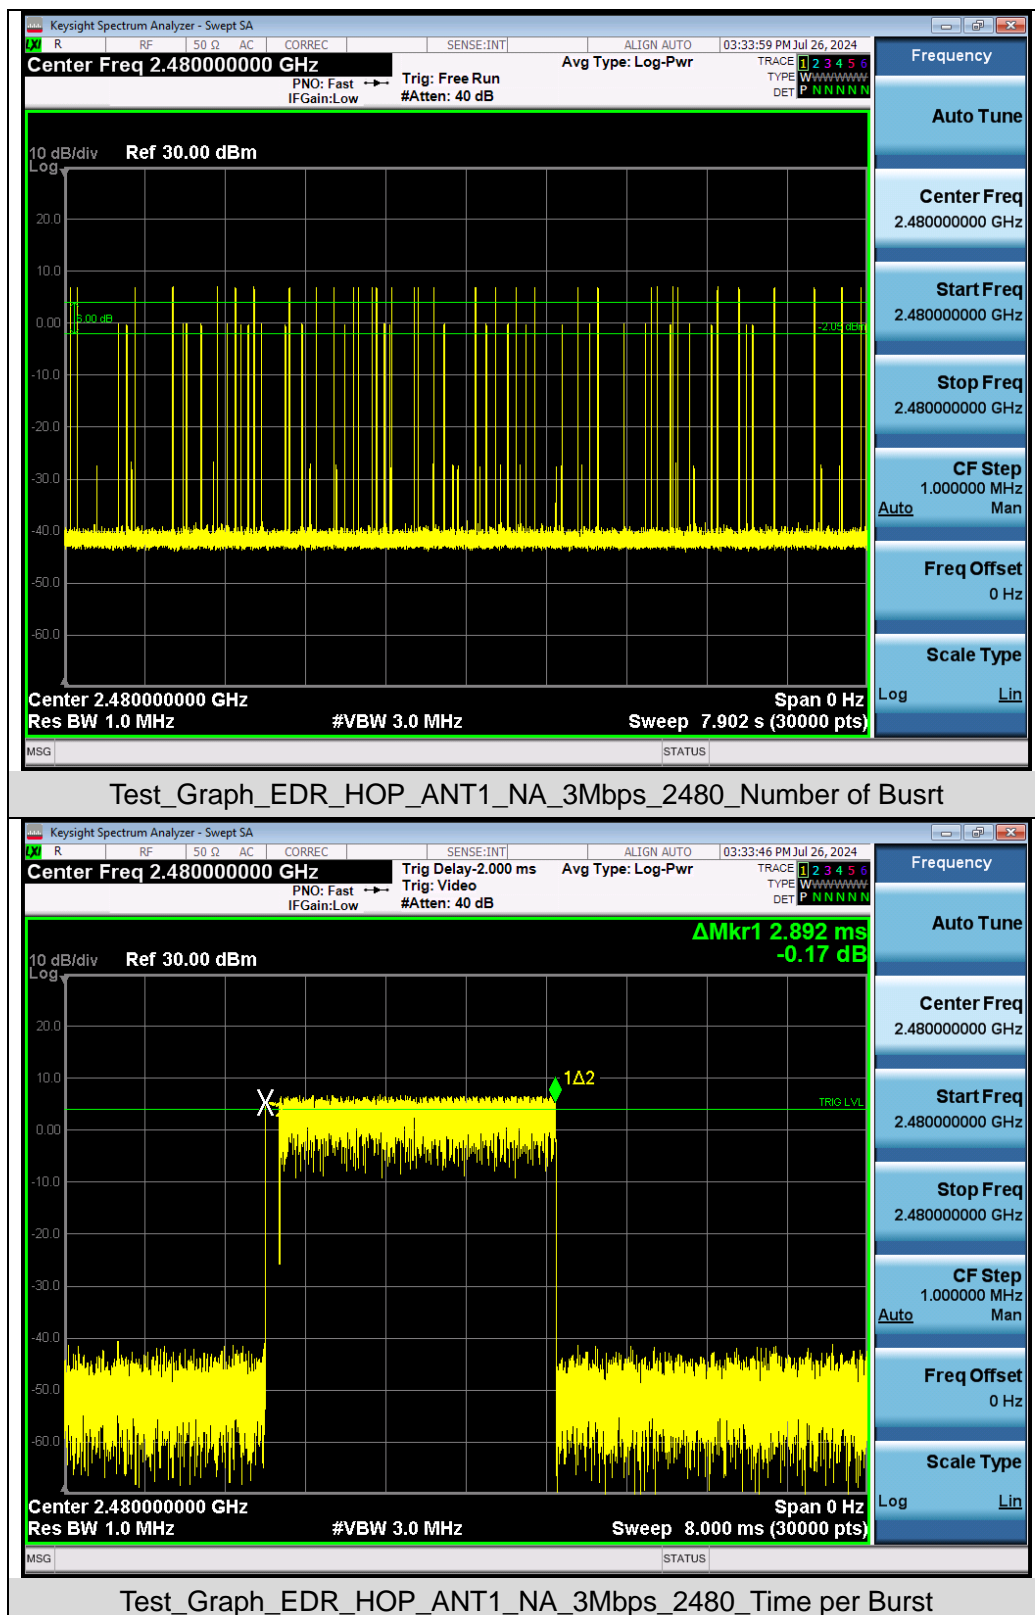 Keysight Spectrum Analyzer - Swept SA
LXI R RF 50 Ω AC CORREC SENSE:INT ALIGN AUTO 03:33:59 PM Jul 26, 2024
Center Freq 2.480000000 GHz
PNO: Fast
IFGain:Low
Trig: Free Run
#Atten: 40 dB
Avg Type: Log-Pwr
TRACE 1 2 3 4 5 6
TYPE WWWWWW
DET P N N N N N
10 dB/div Ref 30.00 dBm
Log
20.0
10.0
0.00
-10.0
-20.0
-30.0
-40.0
-50.0
-60.0
6.00 dB
-2.05 dBm
Center 2.480000000 GHz Span 0 Hz
Res BW 1.0 MHz #VBW 3.0 MHz Sweep 7.902 s (30000 pts)
MSG STATUS
Frequency
Auto Tune
Center Freq
2.480000000 GHz
Start Freq
2.480000000 GHz
Stop Freq
2.480000000 GHz
CF Step
1.000000 MHz
Auto Man
Freq Offset
0 Hz
Scale Type
Log Lin
Test_Graph_EDR_HOP_ANT1_NA_3Mbps_2480_Number of Busrt
Keysight Spectrum Analyzer - Swept SA
LXI R RF 50 Ω AC CORREC SENSE:INT ALIGN AUTO 03:33:46 PM Jul 26, 2024
Center Freq 2.480000000 GHz
PNO: Fast
IFGain:Low
Trig Delay-2.000 ms
Trig: Video
#Atten: 40 dB
Avg Type: Log-Pwr
TRACE 1 2 3 4 5 6
TYPE WWWWWW
DET P N N N N N
ΔMkr1 2.892 ms
-0.17 dB
10 dB/div Ref 30.00 dBm
Log
20.0
10.0
0.00
-10.0
-20.0
-30.0
-40.0
-50.0
-60.0
1Δ2
TRIG LVL
Center 2.480000000 GHz Span 0 Hz
Res BW 1.0 MHz #VBW 3.0 MHz Sweep 8.000 ms (30000 pts)
MSG STATUS
Frequency
Auto Tune
Center Freq
2.480000000 GHz
Start Freq
2.480000000 GHz
Stop Freq
2.480000000 GHz
CF Step
1.000000 MHz
Auto Man
Freq Offset
0 Hz
Scale Type
Log Lin
Test_Graph_EDR_HOP_ANT1_NA_3Mbps_2480_Time per Burst